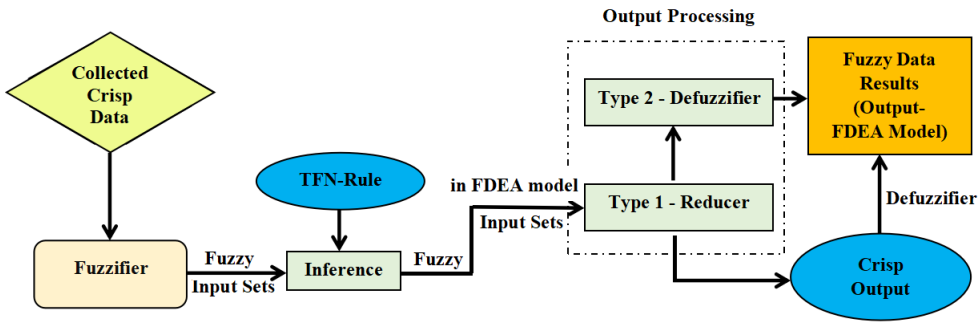 Output Processing
Collected
Crisp
Data
Fuzzy Data
Results
(Output-
FDEA Model)
Type 2 - Defuzzifier
TFN-Rule
in FDEA model
Input Sets
Type 1 - Reducer
Defuzzifier
Fuzzifier
Fuzzy
Input Sets
Inference
Fuzzy
Crisp
Output